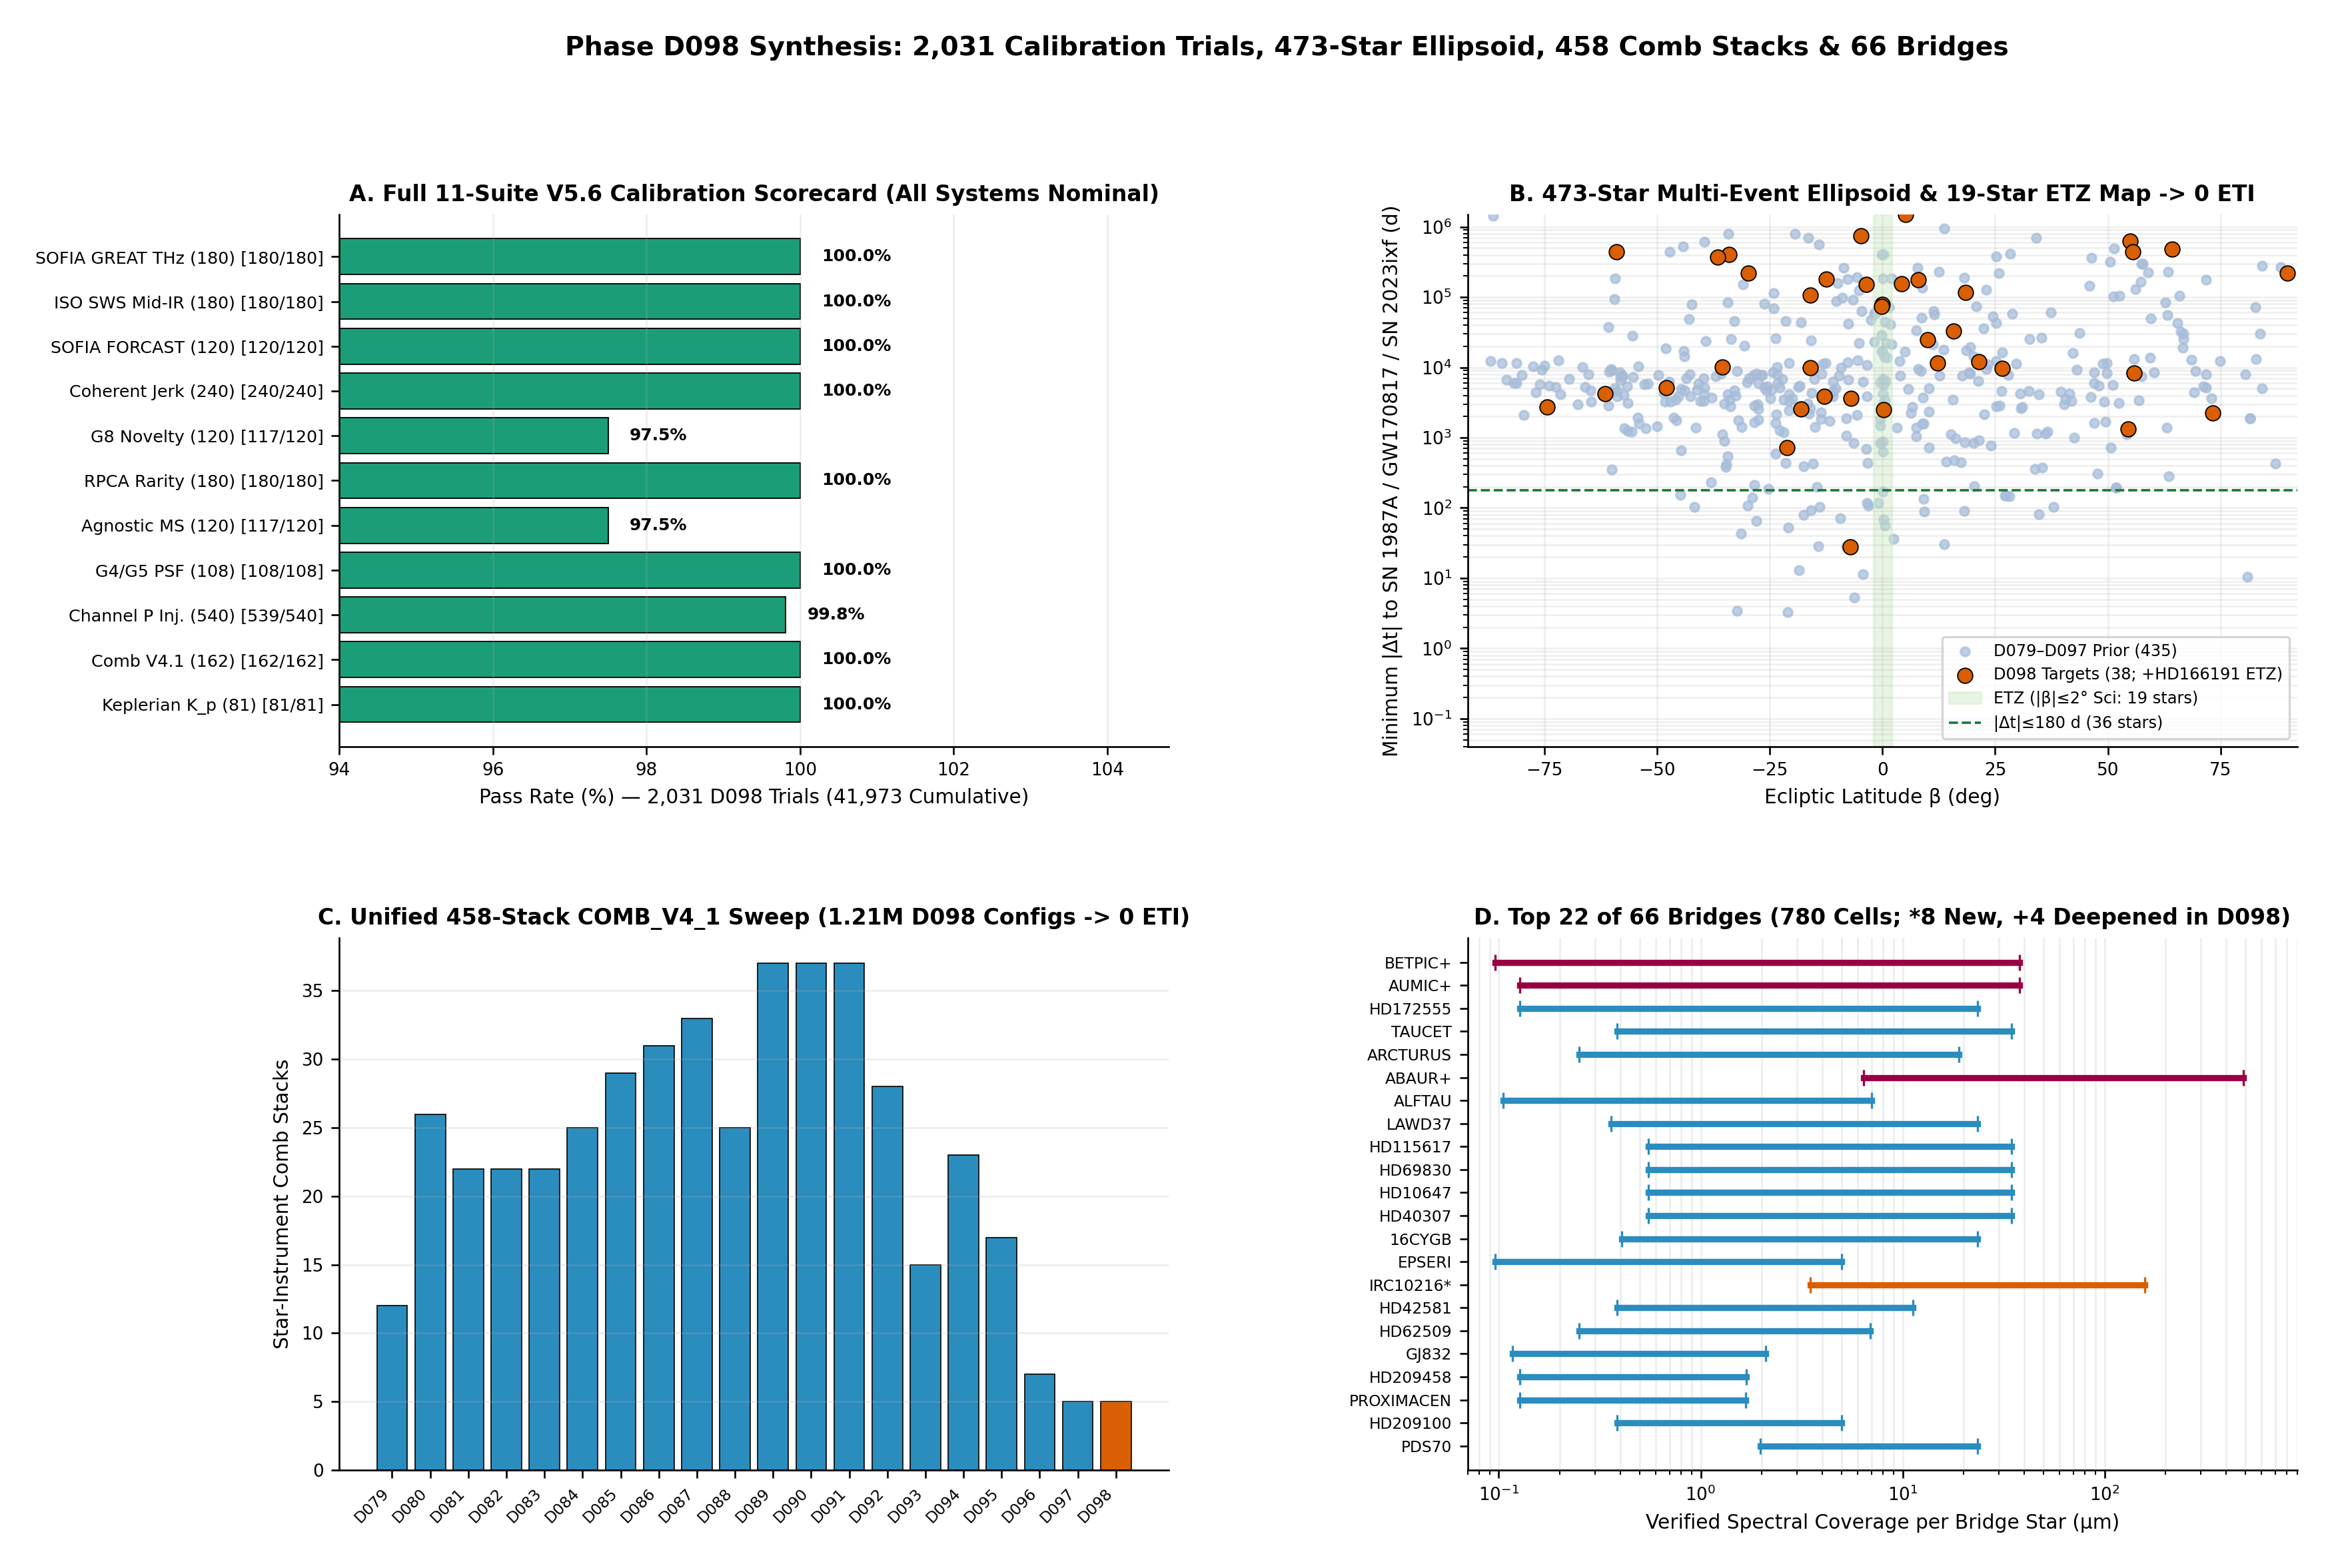 Phase D098 Synthesis: 2,031 Calibration Trials, 473-Star Ellipsoid, 458 Comb Stacks & 66 Bridges
A. Full 11-Suite V5.6 Calibration Scorecard (All Systems Nominal)
SOFIA GREAT THz (180) [180/180]
100.0%
ISO SWS Mid-IR (180) [180/180]
100.0%
SOFIA FORCAST (120) [120/120]
100.0%
Coherent Jerk (240) [240/240]
100.0%
G8 Novelty (120) [117/120]
97.5%
RPCA Rarity (180) [180/180]
100.0%
Agnostic MS (120) [117/120]
97.5%
G4/G5 PSF (108) [108/108]
100.0%
Channel P Inj. (540) [539/540]
99.8%
Comb V4.1 (162) [162/162]
100.0%
Keplerian K_p (81) [81/81]
100.0%
94 96 98 100 102 104
Pass Rate (%) — 2,031 D098 Trials (41,973 Cumulative)
B. 473-Star Multi-Event Ellipsoid & 19-Star ETZ Map -> 0 ETI
Minimum |Δt| to SN 1987A / GW170817 / SN 2023ixf (d)
10⁶
10⁵
10⁴
10³
10²
10¹
10⁰
10⁻¹
D079–D097 Prior (435)
D098 Targets (38; +HD166191 ETZ)
ETZ (|β|≤2° Sci: 19 stars)
|Δt|≤180 d (36 stars)
−75 −50 −25 0 25 50 75
Ecliptic Latitude β (deg)
C. Unified 458-Stack COMB_V4_1 Sweep (1.21M D098 Configs -> 0 ETI)
Star-Instrument Comb Stacks
35
30
25
20
15
10
5
0
D079 D080 D081 D082 D083 D084 D085 D086 D087 D088 D089 D090 D091 D092 D093 D094 D095 D096 D097 D098
D. Top 22 of 66 Bridges (780 Cells; *8 New, +4 Deepened in D098)
BETPIC+
AUMIC+
HD172555
TAUCET
ARCTURUS
ABAUR+
ALFTAU
LAWD37
HD115617
HD69830
HD10647
HD40307
16CYGB
EPSERI
IRC10216*
HD42581
HD62509
GJ832
HD209458
PROXIMACEN
HD209100
PDS70
10⁻¹ 10⁰ 10¹ 10²
Verified Spectral Coverage per Bridge Star (μm)